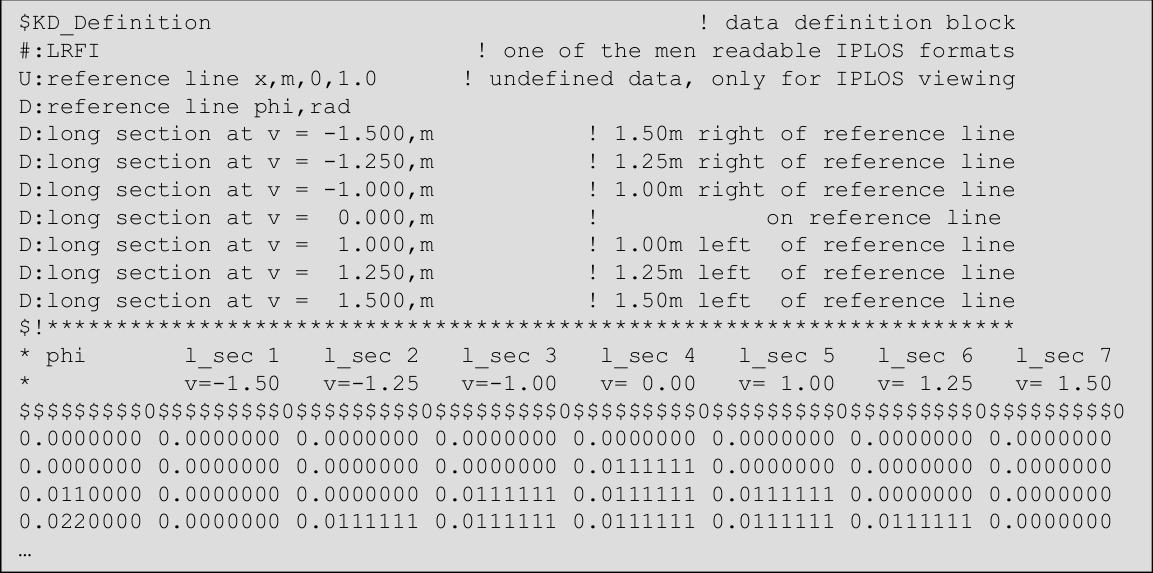 $KD_Definition                                   ! data definition block
#:LRFI                           ! one of the men readable IPLOS formats
U:reference line x,m,0,1.0      ! undefined data, only for IPLOS viewing
D:reference line phi,rad
D:long section at v = -1.500,m           ! 1.50m right of reference line
D:long section at v = -1.250,m           ! 1.25m right of reference line
D:long section at v = -1.000,m           ! 1.00m right of reference line
D:long section at v =  0.000,m           !            on reference line
D:long section at v =  1.000,m           ! 1.00m left  of reference line
D:long section at v =  1.250,m           ! 1.25m left  of reference line
D:long section at v =  1.500,m           ! 1.50m left  of reference line
$!**********************************************************************
* phi       l_sec 1   l_sec 2   l_sec 3   l_sec 4   l_sec 5   l_sec 6   l_sec 7
*           v=-1.50   v=-1.25   v=-1.00   v= 0.00   v= 1.00   v= 1.25   v= 1.50
$$$$$$$$$0$$$$$$$$$0$$$$$$$$$0$$$$$$$$$0$$$$$$$$$0$$$$$$$$$0$$$$$$$$$0$$$$$$$$$0
0.0000000 0.0000000 0.0000000 0.0000000 0.0000000 0.0000000 0.0000000 0.0000000
0.0000000 0.0000000 0.0000000 0.0000000 0.0111111 0.0000000 0.0000000 0.0000000
0.0110000 0.0000000 0.0000000 0.0111111 0.0111111 0.0111111 0.0000000 0.0000000
0.0220000 0.0000000 0.0111111 0.0111111 0.0111111 0.0111111 0.0111111 0.0000000
…